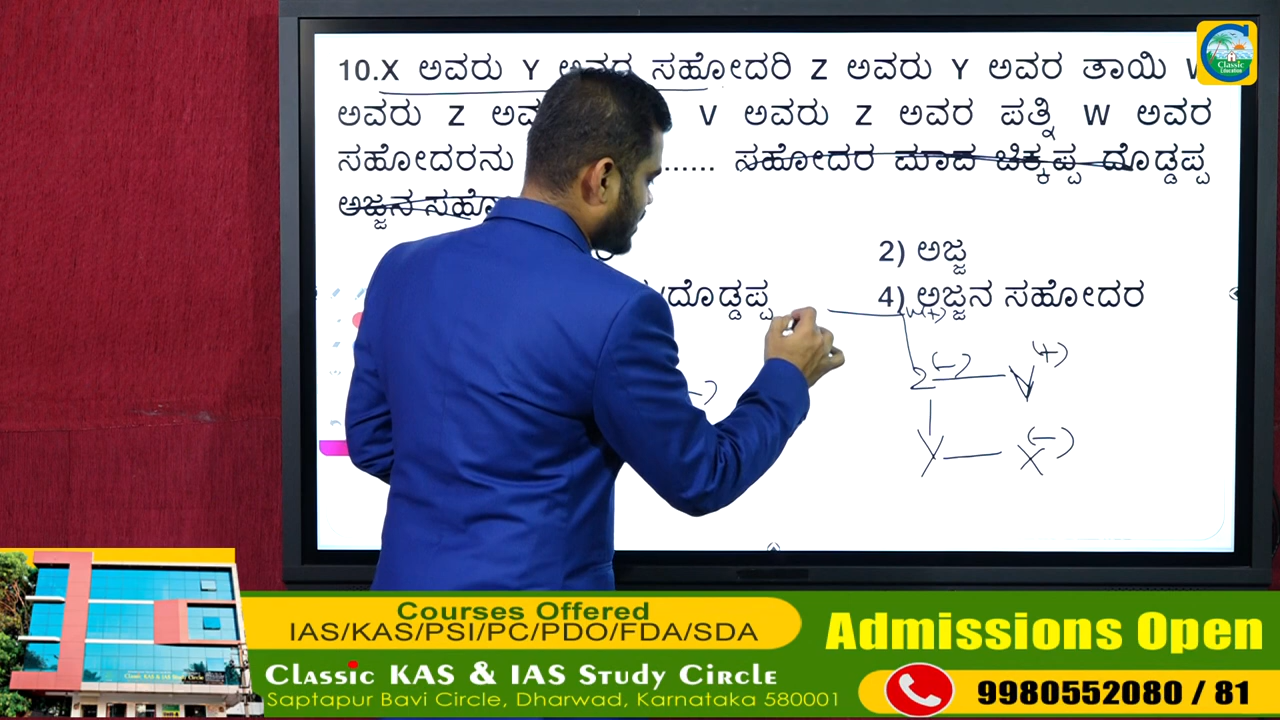 10.X ಅವರು Y ಅವರ ಸಹೋದರಿ Z ಅವರು Y ಅವರ ತಾಯಿ
ಅವರು Z V ಅವರು Z ಅವರ ಪತ್ನಿ W ಅವರ
ಸಹೋದರನು ....... ಸಹೋದರ ಮಾವ ಚಿಕ್ಕಪ್ಪ ದೊಡ್ಡಪ್ಪ
ಅಜ್ಜನ
2) ಅಜ್ಜ
/ದೊಡ್ಡಪ್ಪ 4) ಅಜ್ಜನ ಸಹೋದರ
W(+)
Z(-) — V(+)
Y — X(-)
Classic
Education
Courses Offered
IAS/KAS/PSI/PC/PDO/FDA/SDA
Classic KAS & IAS Study Circle
Saptapur Bavi Circle, Dharwad, Karnataka 580001
Admissions Open
9980552080 / 81